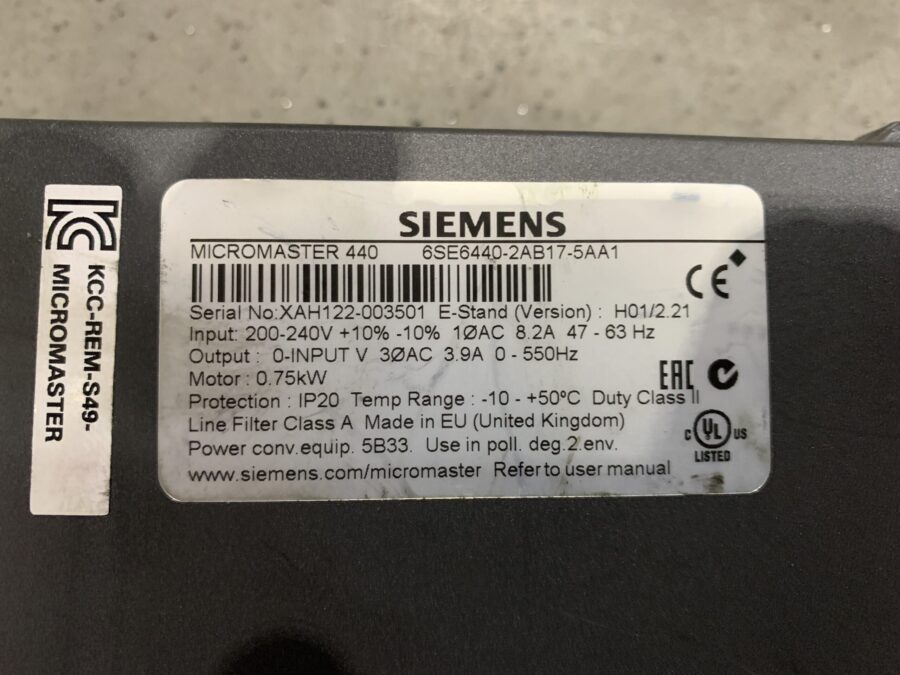 SIEMENS
MICROMASTER 440 6SE6440-2AB17-5AA1
CE
Serial No:XAH122-003501 E-Stand (Version) : H01/2.21
Input: 200-240V +10% -10% 1ØAC 8.2A 47 - 63 Hz
Output : 0-INPUT V 3ØAC 3.9A 0 - 550Hz
Motor : 0.75kW
EAC
Protection : IP20 Temp Range : -10 - +50ºC Duty Class II
Line Filter Class A Made in EU (United Kingdom)
Power conv.equip. 5B33. Use in poll. deg.2.env.
C UL US
LISTED
www.siemens.com/micromaster Refer to user manual
KCC-REM-S49-
MICROMASTER